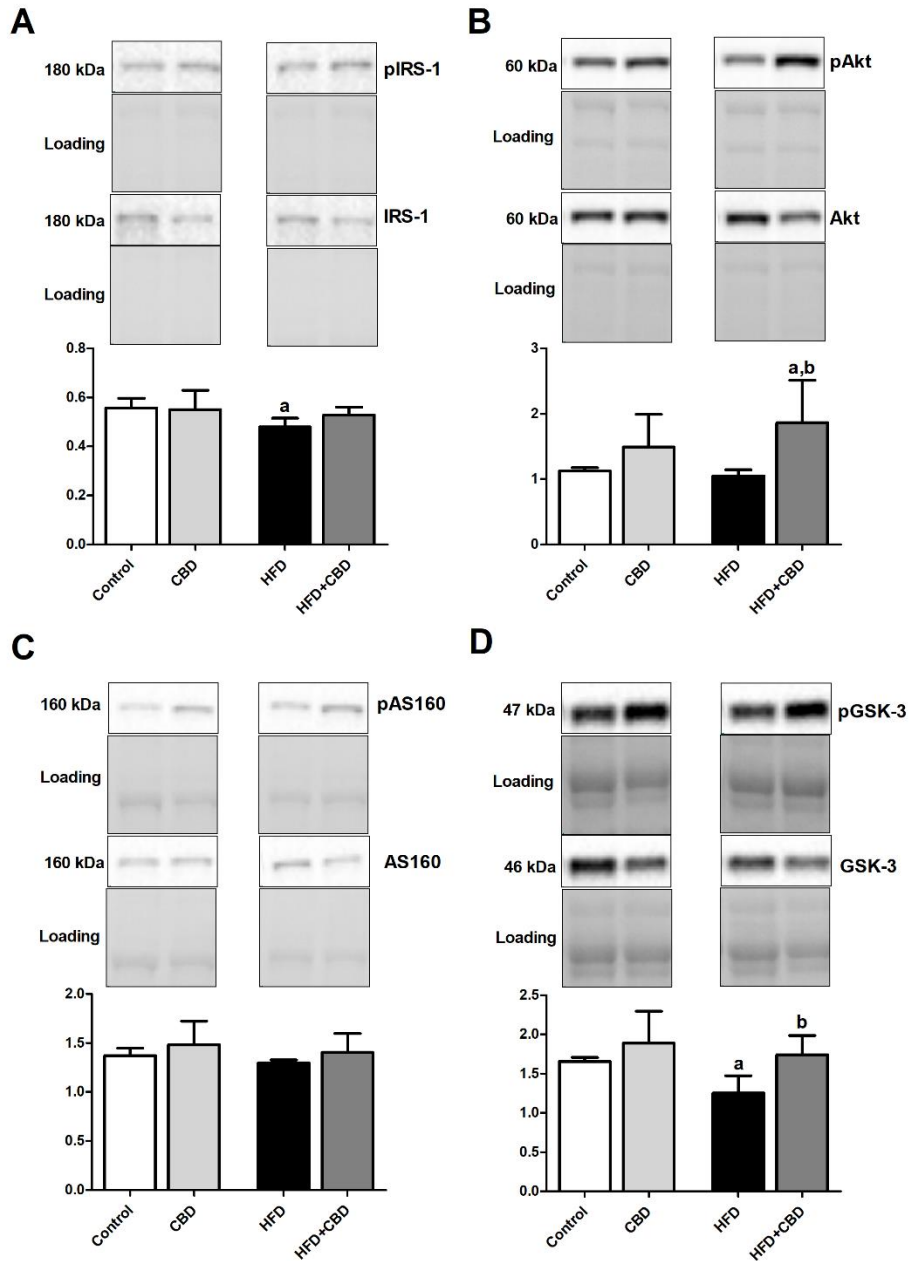 A
180 kDa
pIRS-1
Loading
180 kDa
IRS-1
Loading
0.8
0.6
0.4
0.2
0.0
a
Control
CBD
HFD
HFD+CBD
B
60 kDa
pAkt
Loading
60 kDa
Akt
Loading
3
2
1
0
a,b
Control
CBD
HFD
HFD+CBD
C
160 kDa
pAS160
Loading
160 kDa
AS160
Loading
2.0
1.5
1.0
0.5
0.0
Control
CBD
HFD
HFD+CBD
D
47 kDa
pGSK-3
Loading
46 kDa
GSK-3
Loading
2.5
2.0
1.5
1.0
0.5
0.0
a
b
Control
CBD
HFD
HFD+CBD